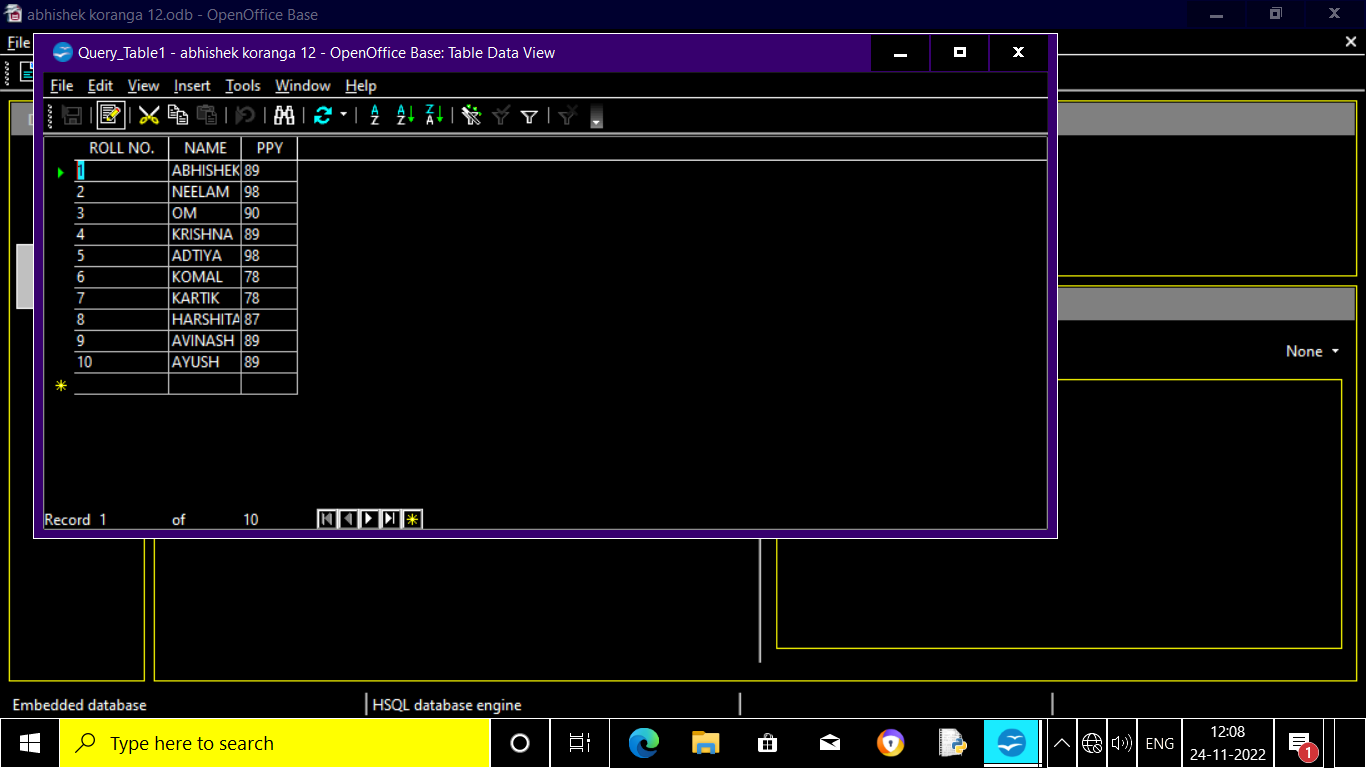 abhishek koranga 12.odb - OpenOffice Base
File
Query_Table1 - abhishek koranga 12 - OpenOffice Base: Table Data View
File Edit View Insert Tools Window Help
ROLL NO. NAME PPY
1 ABHISHEK 89
2 NEELAM 98
3 OM 90
4 KRISHNA 89
5 ADTIYA 98
6 KOMAL 78
7 KARTIK 78
8 HARSHITA 87
9 AVINASH 89
10 AYUSH 89
None
Record 1 of 10
Embedded database HSQL database engine
Type here to search
ENG
12:08
24-11-2022
1